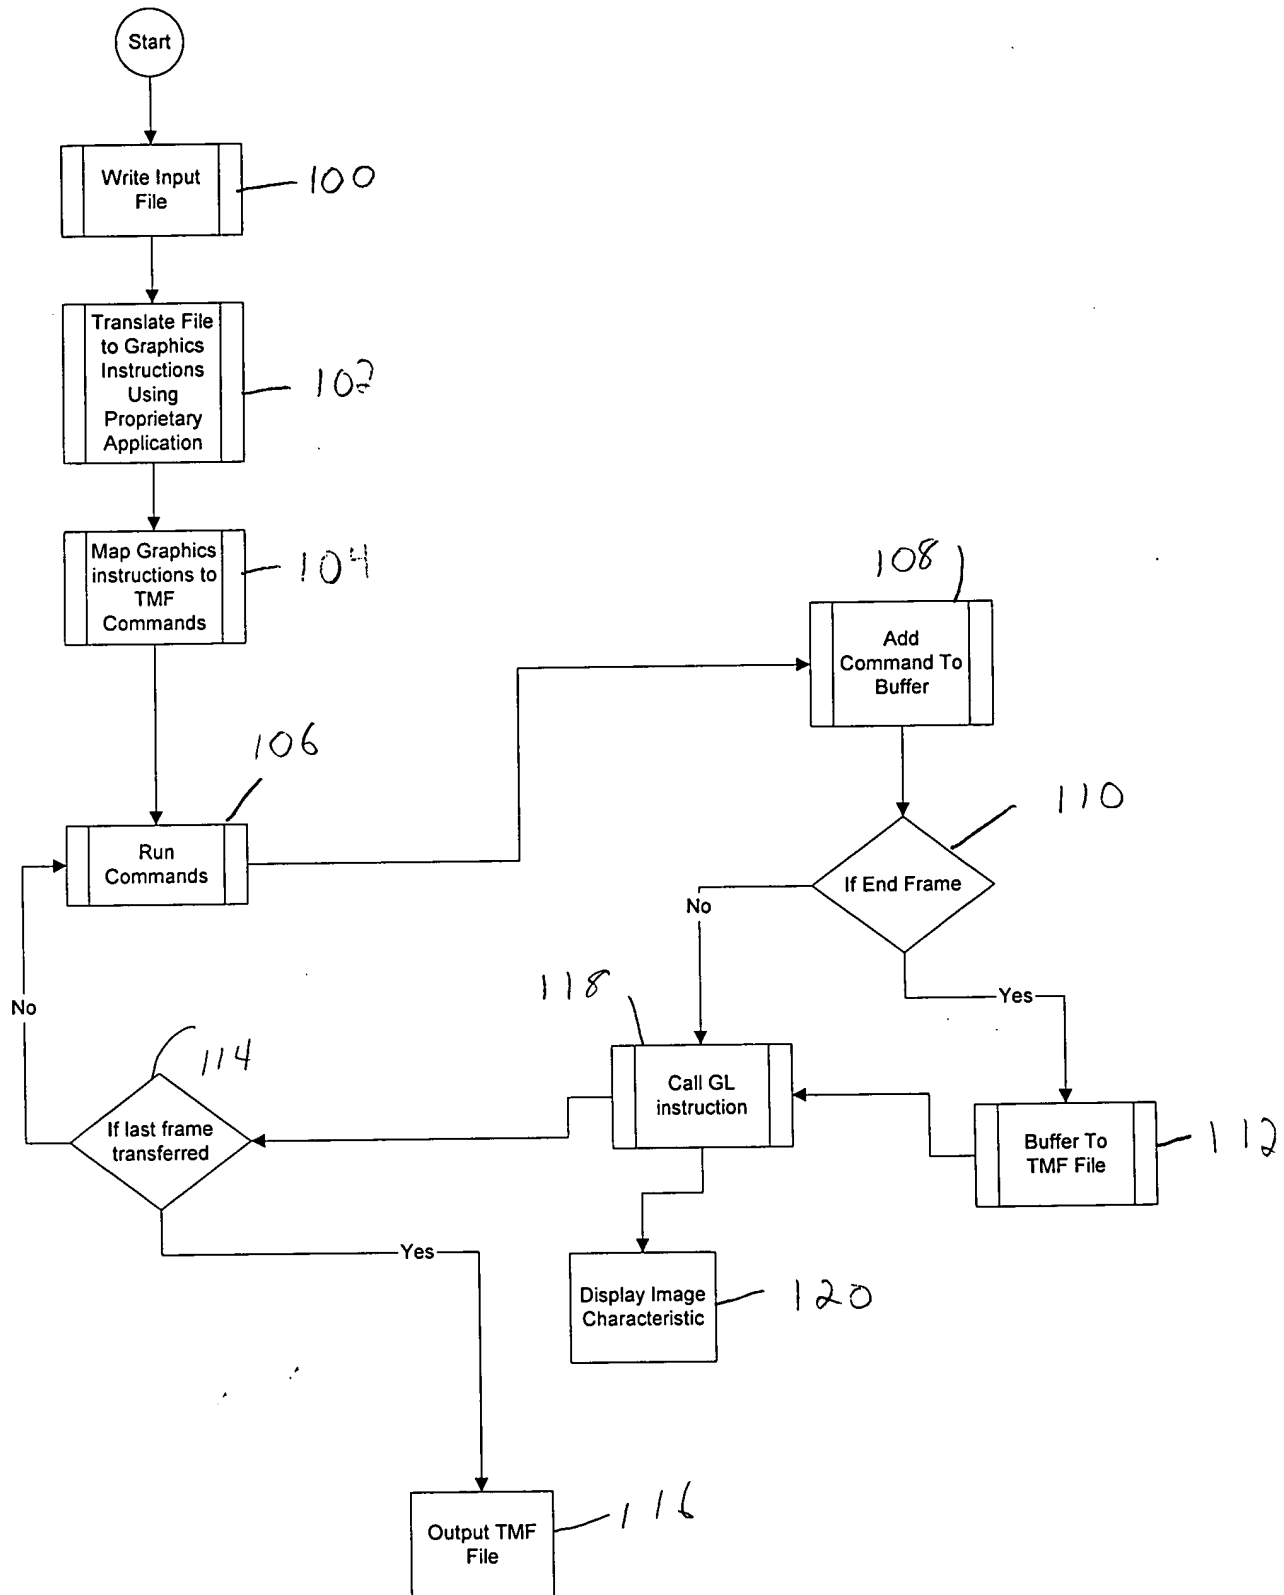 Start
Write Input
File
100
Translate File
to Graphics
Instructions
Using
Proprietary
Application
102
Map Graphics
instructions to
TMF
Commands
104
108
Add
Command To
Buffer
106
Run
Commands
110
If End Frame
No
Yes
118
No
114
Call GL
instruction
If last frame
transferred
Buffer To
TMF File
112
Yes
Display Image
Characteristic
120
Output TMF
File
116